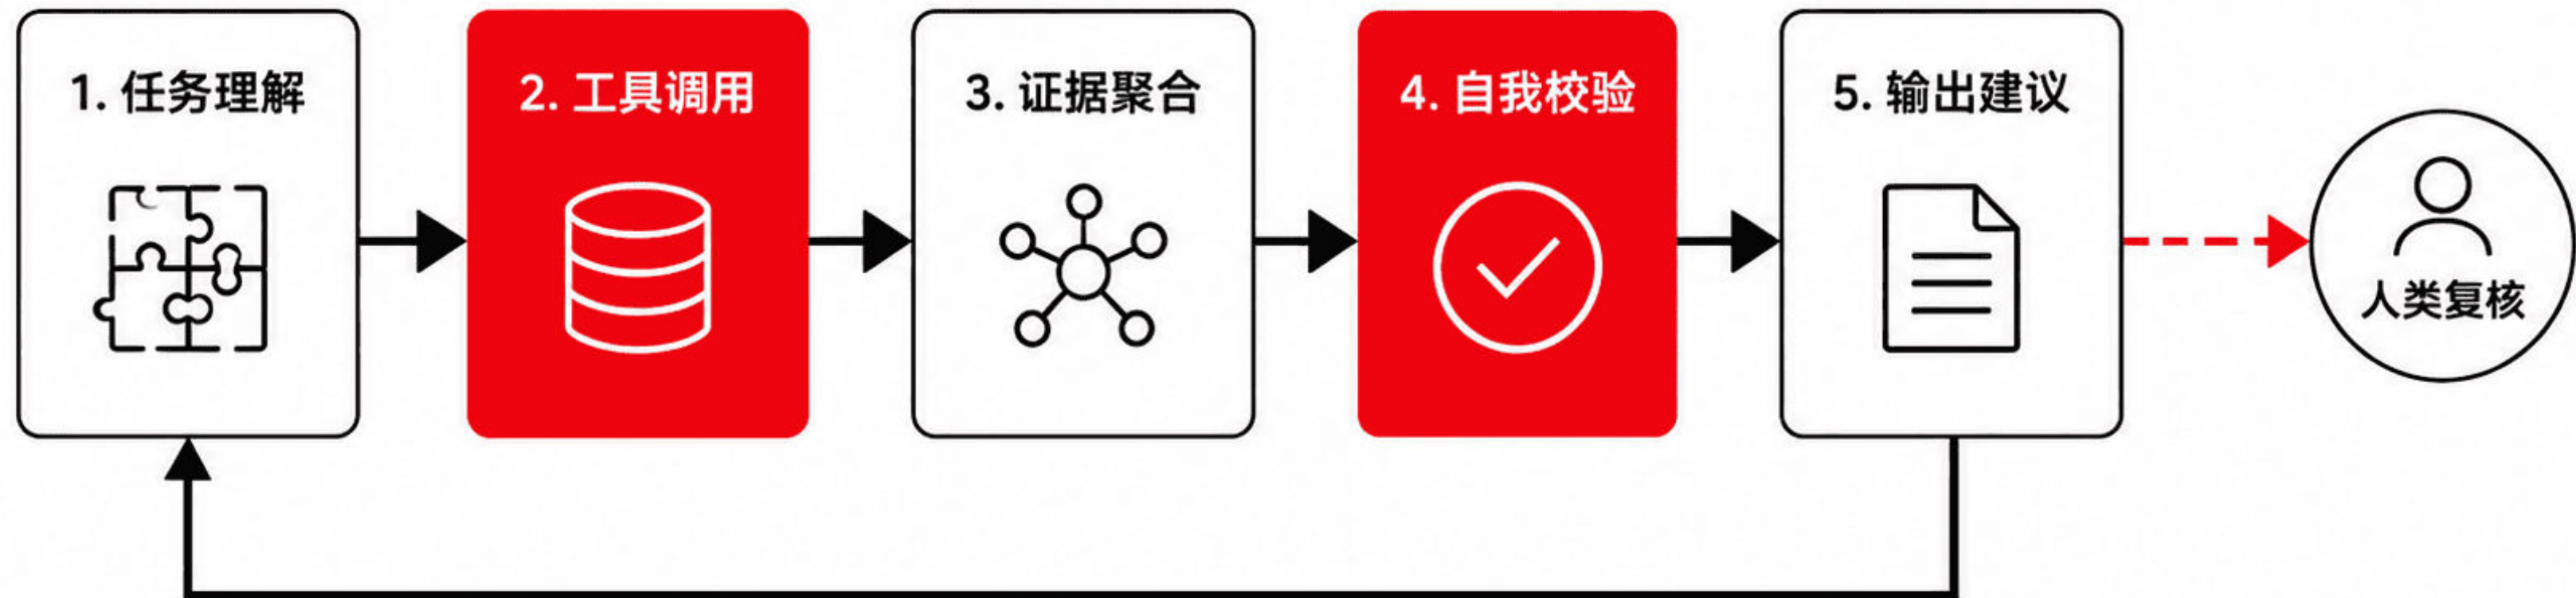 1. 任务理解
2. 工具调用
3. 证据聚合
4. 自我校验
5. 输出建议
人类复核